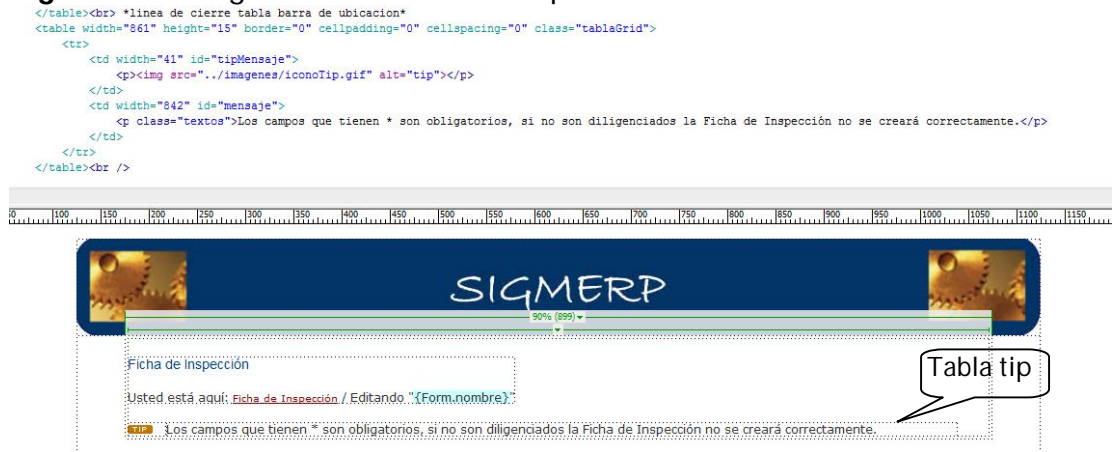 </table><br> *linea de cierre tabla barra de ubicacion*
<table width="861" height="15" border="0" cellpadding="0" cellspacing="0" class="tablaGrid">
<tr>
<td width="41" id="tipMensaje">
<p><img src="../imagenes/iconoTip.gif" alt="tip"></p>
</td>
<td width="842" id="mensaje">
<p class="textos">Los campos que tienen * son obligatorios, si no son diligenciados la Ficha de Inspección no se creará correctamente.</p>
</td>
</tr>
</table><br />
50 100 150 200 250 300 350 400 450 500 550 600 650 700 750 800 850 900 950 1000 1050 1100 1150
SIGMERP
90% (899)
Ficha de Inspección
Tabla tip
Usted está aquí: Ficha de Inspección / Editando "{Form.nombre}"
TIP Los campos que tienen * son obligatorios, si no son diligenciados la Ficha de Inspección no se creará correctamente.